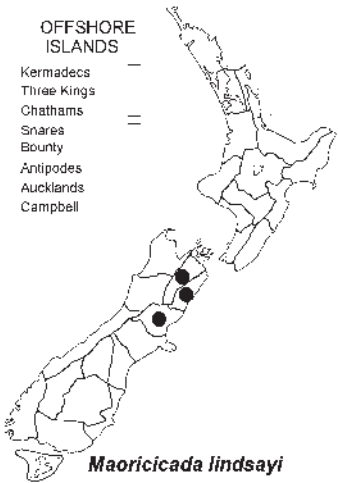 OFFSHORE
ISLANDS
Kermadecs
Three Kings
Chathams
Snares
Bounty
Antipodes
Aucklands
Campbell
Maoricicada lindsayi